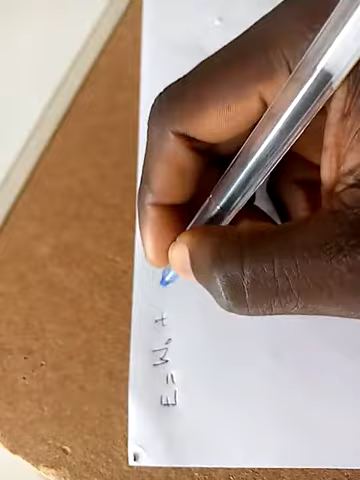 E = W₀ +